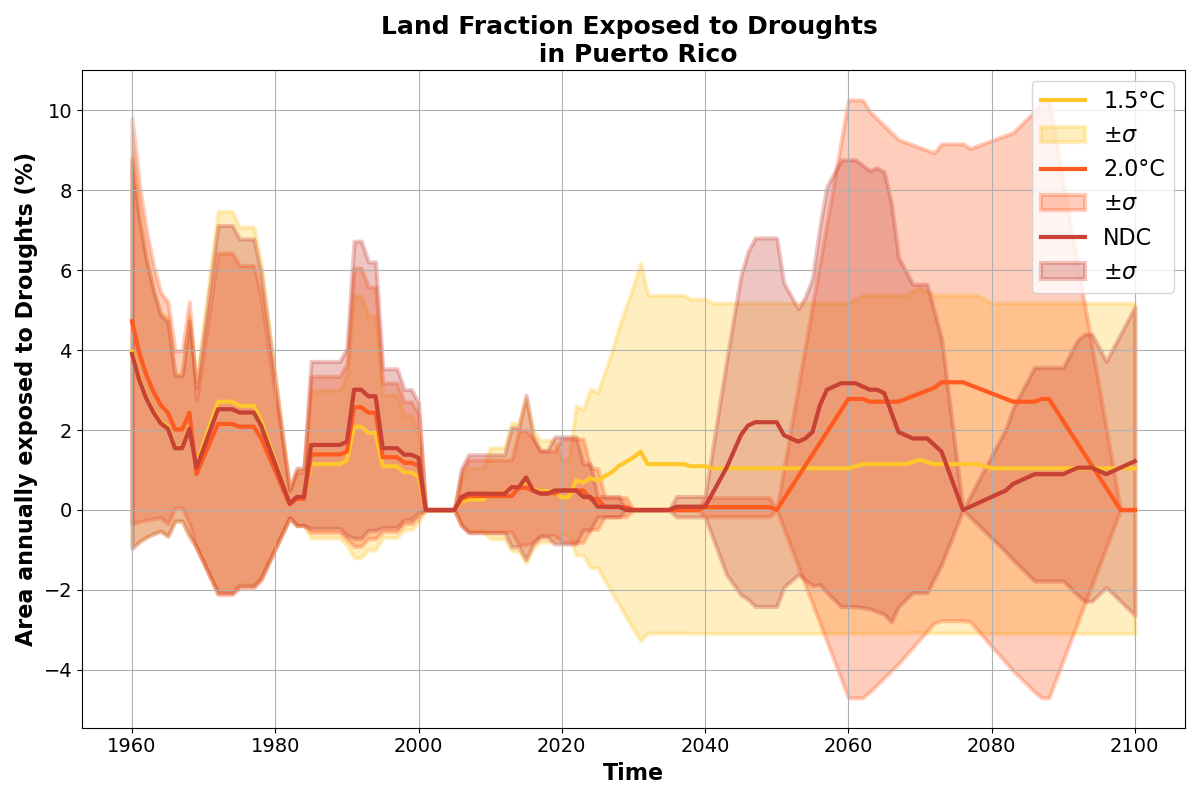 Land Fraction Exposed to Droughts
in Puerto Rico
Area annually exposed to Droughts (%)
10
8
6
4
2
0
−2
−4
1.5°C
±σ
2.0°C
±σ
NDC
±σ
1960 1980 2000 2020 2040 2060 2080 2100
Time